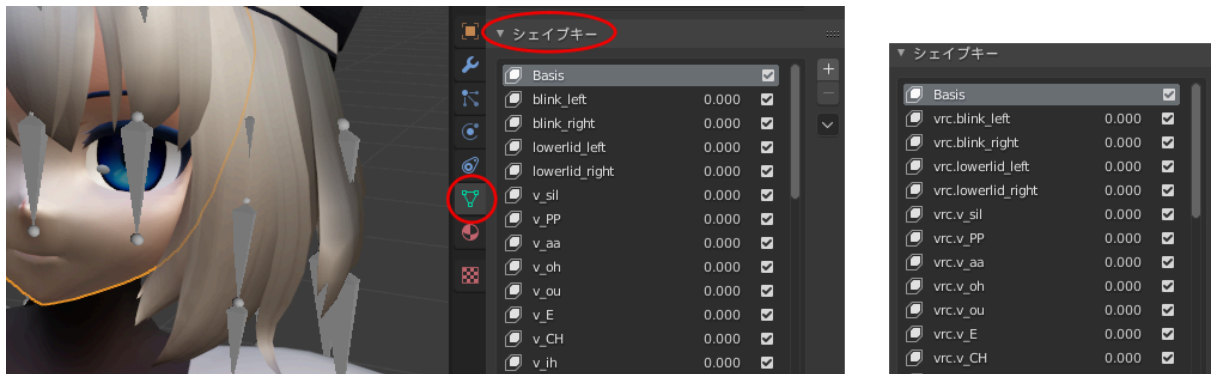 シェイプキー
Basis
blink_left 0.000
blink_right 0.000
lowerlid_left 0.000
lowerlid_right 0.000
v_sil 0.000
v_PP 0.000
v_aa 0.000
v_oh 0.000
v_ou 0.000
v_E 0.000
v_CH 0.000
v_ih 0.000
シェイプキー
Basis
vrc.blink_left 0.000
vrc.blink_right 0.000
vrc.lowerlid_left 0.000
vrc.lowerlid_right 0.000
vrc.v_sil 0.000
vrc.v_PP 0.000
vrc.v_aa 0.000
vrc.v_oh 0.000
vrc.v_ou 0.000
vrc.v_E 0.000
vrc.v_CH 0.000